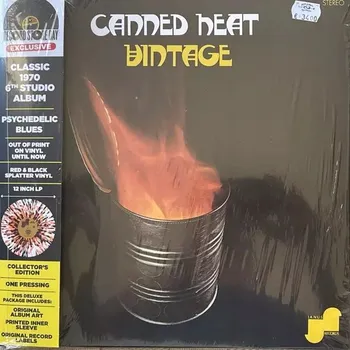 CANNED HEAT
VINTAGE
STEREO
EXCLUSIVE
CLASSIC
1970
6TH STUDIO
ALBUM
PSYCHEDELIC
BLUES
OUT OF PRINT
ON VINYL
UNTIL NOW
RED & BLACK
SPLATTER VINYL
12 INCH LP
COLLECTOR'S
EDITION
ONE PRESSING
THIS DELUXE
PACKAGE INCLUDES:
ORIGINAL
ALBUM ART
PRINTED INNER
SLEEVE
ORIGINAL RECORD
LABELS
JANUS
RECORDS